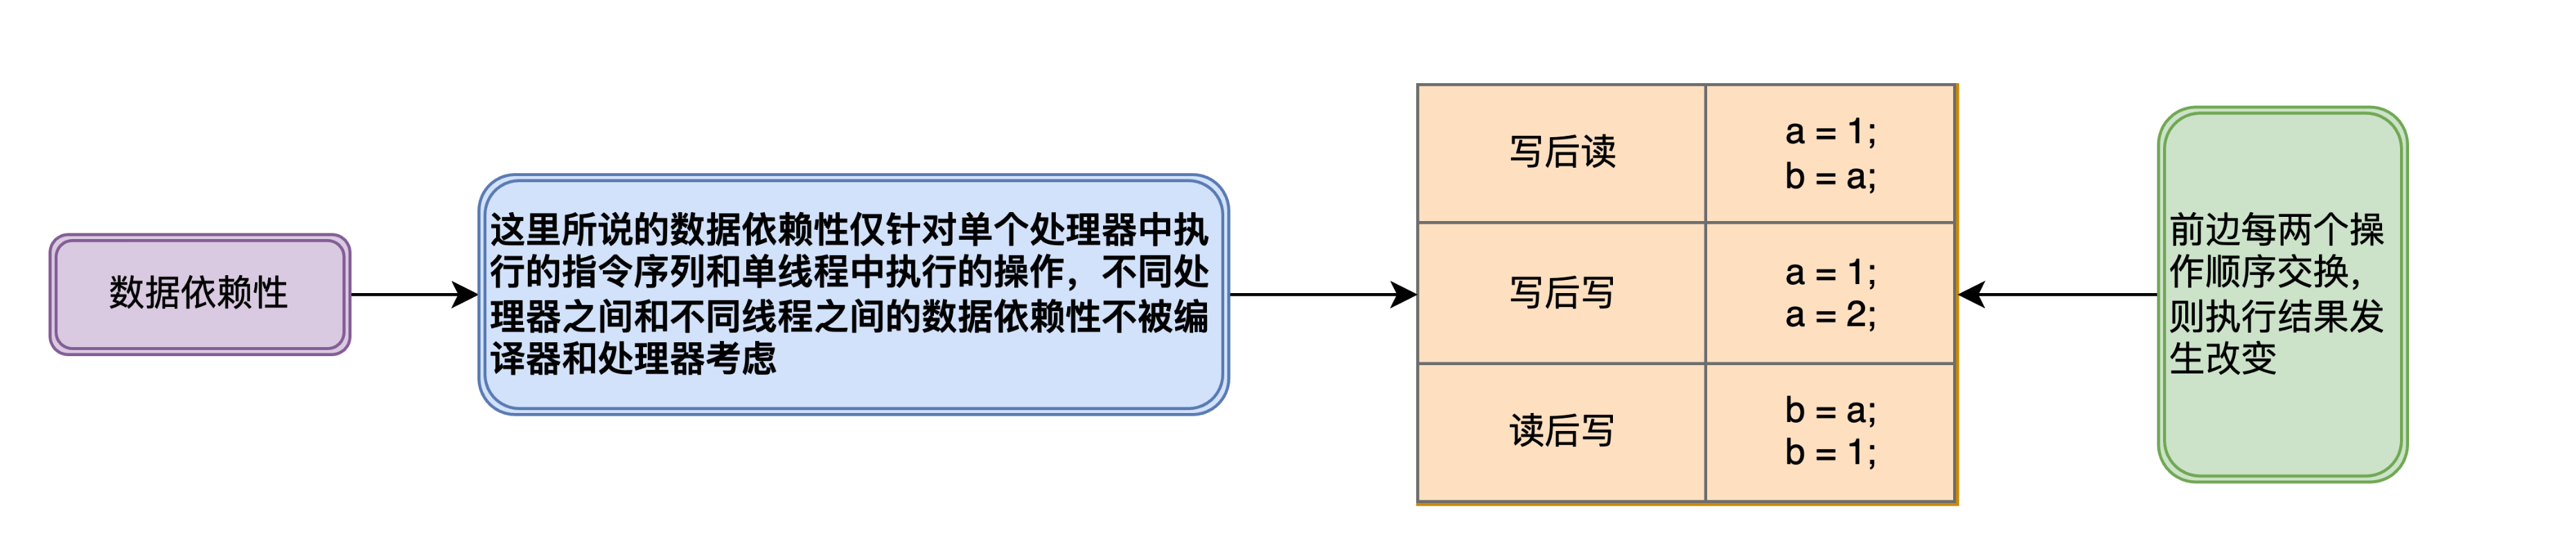 数据依赖性
这里所说的数据依赖性仅针对单个处理器中执
行的指令序列和单线程中执行的操作，不同处
理器之间和不同线程之间的数据依赖性不被编
译器和处理器考虑
写后读
a = 1;
b = a;
写后写
a = 1;
a = 2;
读后写
b = a;
b = 1;
前边每两个操
作顺序交换，
则执行结果发
生改变